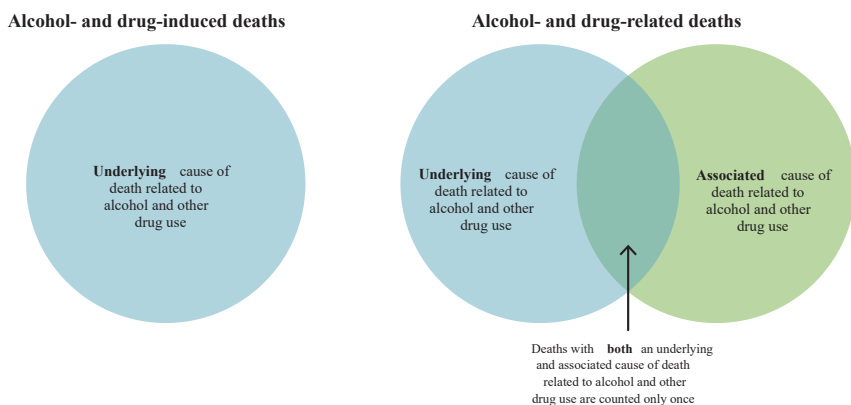 Alcohol- and drug-induced deaths
Underlying cause of
death related to
alcohol and other
drug use
Alcohol- and drug-related deaths
Underlying cause of
death related to
alcohol and other
drug use
Associated cause of
death related to
alcohol and other
drug use
Deaths with both an underlying
and associated cause of death
related to alcohol and other
drug use are counted only once